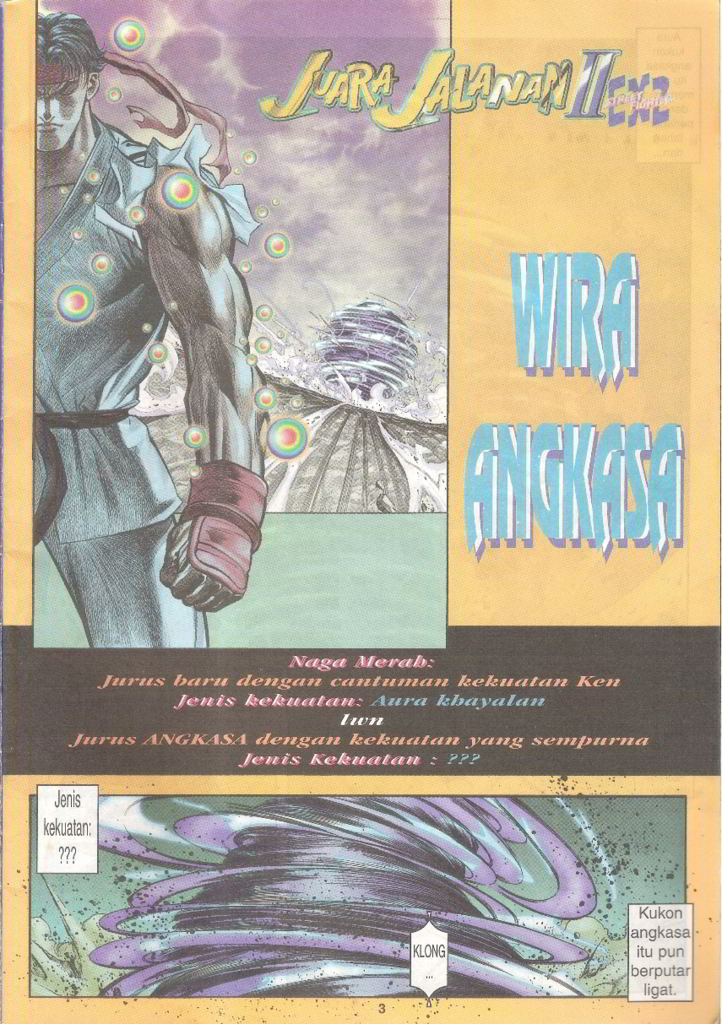 JUARA JALANAN II EX2
STREET FIGHTER
WIRA
ANGKASA
Naga Merah:
Jurus baru dengan cantuman kekuatan Ken
Jenis kekuatan: Aura khayalan
lwn
Jurus ANGKASA dengan kekuatan yang sempurna
Jenis Kekuatan : ???
Jenis
kekuatan:
???
KLONG
...
Kukon
angkasa
itu pun
berputar
ligat.
3